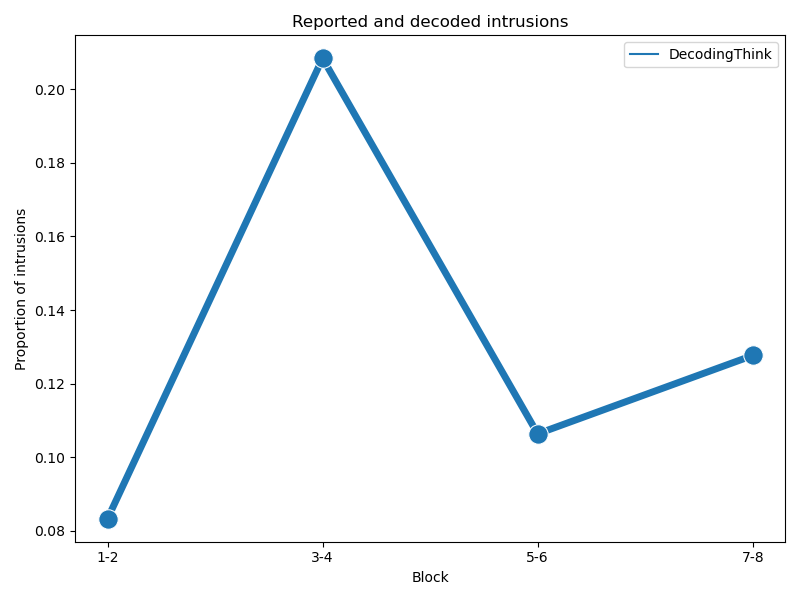 Reported and decoded intrusions
DecodingThink
Proportion of intrusions
0.20
0.18
0.16
0.14
0.12
0.10
0.08
1-2
3-4
5-6
7-8
Block